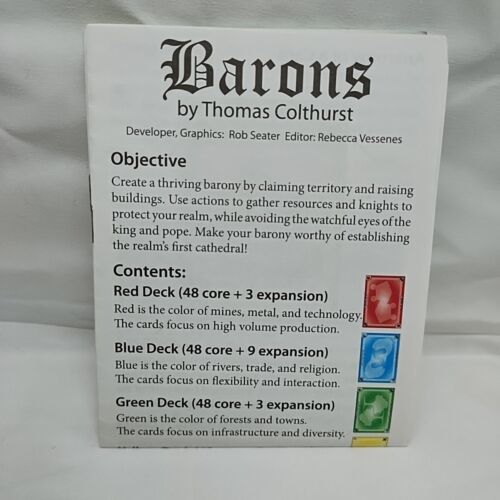 Barons
by Thomas Colthurst
Developer, Graphics: Rob Seater Editor: Rebecca Vessenes
Objective
Create a thriving barony by claiming territory and raising
buildings. Use actions to gather resources and knights to
protect your realm, while avoiding the watchful eyes of the
king and pope. Make your barony worthy of establishing
the realm's first cathedral!
Contents:
Red Deck (48 core + 3 expansion)
Red is the color of mines, metal, and technology.
The cards focus on high volume production.
Blue Deck (48 core + 9 expansion)
Blue is the color of rivers, trade, and religion.
The cards focus on flexibility and interaction.
Green Deck (48 core + 3 expansion)
Green is the color of forests and towns.
The cards focus on infrastructure and diversity.